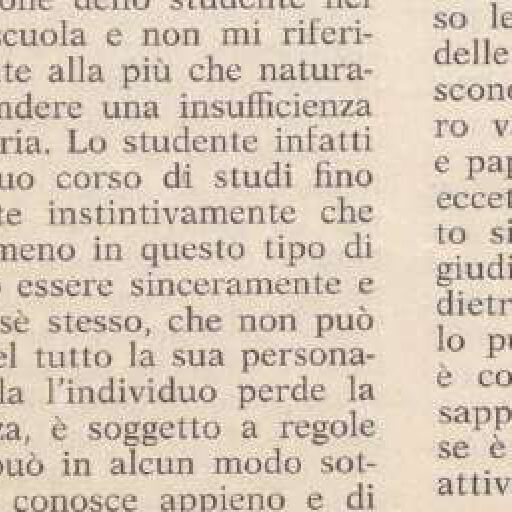 dello studente nel
scuola e non mi riferi-
te alla più che natura-
ndere una insufficienza
ria. Lo studente infatti
uo corso di studi fino
te instintivamente che
meno in questo tipo di
essere sinceramente e
sè stesso, che non può
el tutto la sua persona-
la l'individuo perde la
za, è soggetto a regole
può in alcun modo sot-
conosce appieno e di
so le
delle
scono
ro v
e pap
eccet
to si
giudi
dietr
lo pu
è co
sapp
se è
attiv